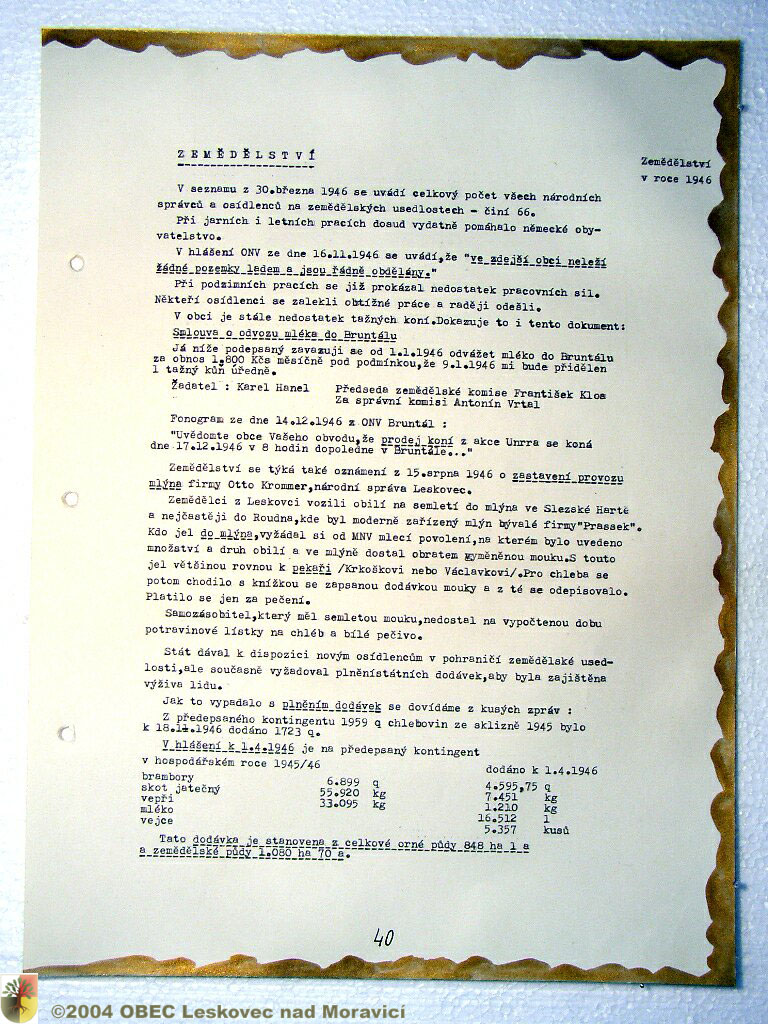 Z E M Ě D Ě L S T V Í
Zemědělství
v roce 1946
V seznamu z 30.března 1946 se uvádí celkový počet všech národních
správců a osídlenců na zemědělských usedlostech - činí 66.
Při jarních i letních pracích dosud vydatně pomáhalo německé oby-
vatelstvo.
V hlášení ONV ze dne 16.11.1946 se uvádí,že "ve zdejší obci neleží
žádné pozemky ladem a jsou řádně obdělány."
Při podzimních pracích se již prokázal nedostatek pracovních sil.
Někteří osídlenci se zalekli obtížné práce a raději odešli.
V obci je stále nedostatek tažných koní.Dokazuje to i tento dokument:
Smlouva o odvozu mléka do Bruntálu
Já níže podepsaný zavazuji se od 1.1.1946 odvážet mléko do Bruntálu
za obnos 1.800 Kčs měsíčně pod podmínkou,že 9.1.1946 mi bude přidělen
1 tažný kůň úředně.
Žadatel : Karel Hanel Předseda zemědělské komise František Klos
Za správní komisi Antonín Vrtal
Fonogram ze dne 14.12.1946 z ONV Bruntál :
"Uvědomte obce Vašeho obvodu,že prodej koní z akce Unrra se koná
dne 17.12.1946 v 8 hodin dopoledne v Bruntále..."
Zemědělství se týká také oznámení z 15.srpna 1946 o zastavení provozu
mlýna firmy Otto Krommer,národní správa Leskovec.
Zemědělci z Leskovci vozili obilí na semletí do mlýna ve Slezské Hartě
a nejčastěji do Roudna,kde byl moderně zařízený mlýn bývalé firmy"Prassek".
Kdo jel do mlýna,vyžádal si od MNV mlecí povolení,na kterém bylo uvedeno
množství a druh obilí a ve mlýně dostal obratem vyměněnou mouku.S touto
jel většinou rovnou k pekaři /Krkoškovi nebo Václavkovi/.Pro chleba se
potom chodilo s knížkou se zapsanou dodávkou mouky a z té se odepisovalo.
Platilo se jen za pečení.
Samozásobitel,který měl semletou mouku,nedostal na vypočtenou dobu
potravinové lístky na chléb a bílé pečivo.
Stát dával k dispozici novým osídlencům v pohraničí zemědělské used-
losti,ale současně vyžadoval plněnístátních dodávek,aby byla zajištěna
výživa lidu.
Jak to vypadalo s plněním dodávek se dovídáme z kusých zpráv :
Z předepsaného kontingentu 1959 q chlebovin ze sklizně 1945 bylo
k 18.11.1946 dodáno 1723 q.
V hlášení k 1.4.1946 je na předepsaný kontingent
v hospodářském roce 1945/46 dodáno k 1.4.1946
brambory 6.899 q 4.595,75 q
skot jatečný 55.920 kg 7.451 kg
vepři 33.095 kg 1.210 kg
mléko 16.512 l
vejce 5.357 kusů
Tato dodávka je stanovena z celkové orné půdy 848 ha 1 a
a zemědělské půdy 1.080 ha 70 a.
40
©2004 OBEC Leskovec nad Moravicí